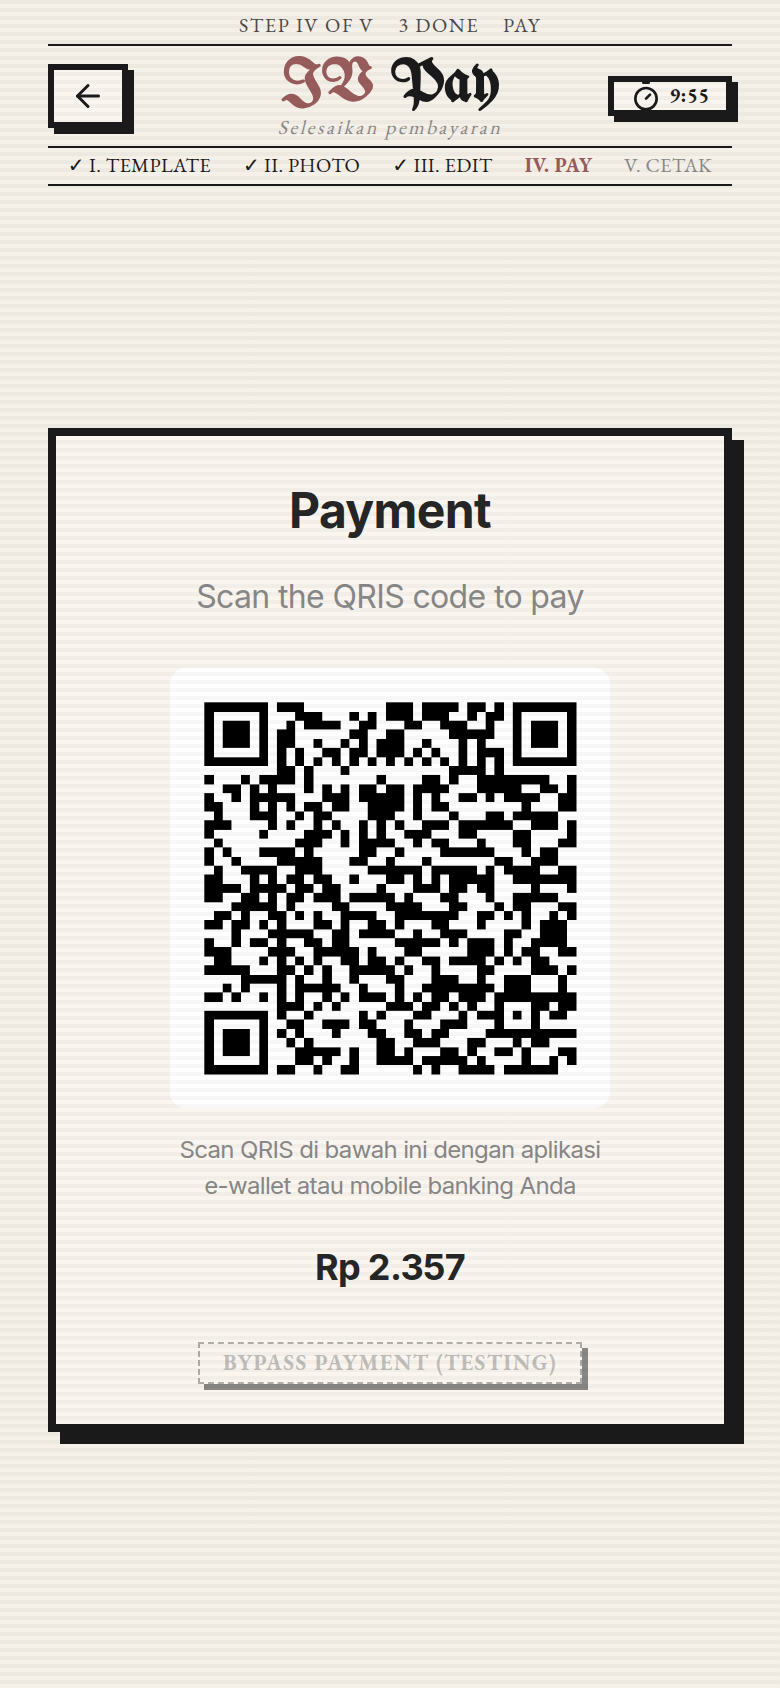 STEP IV OF V 3 DONE PAY
IV Pay
9:55
Selesaikan pembayaran
✓ I. TEMPLATE ✓ II. PHOTO ✓ III. EDIT IV. PAY V. CETAK
Payment
Scan the QRIS code to pay
Scan QRIS di bawah ini dengan aplikasi
e-wallet atau mobile banking Anda
Rp 2.357
BYPASS PAYMENT (TESTING)